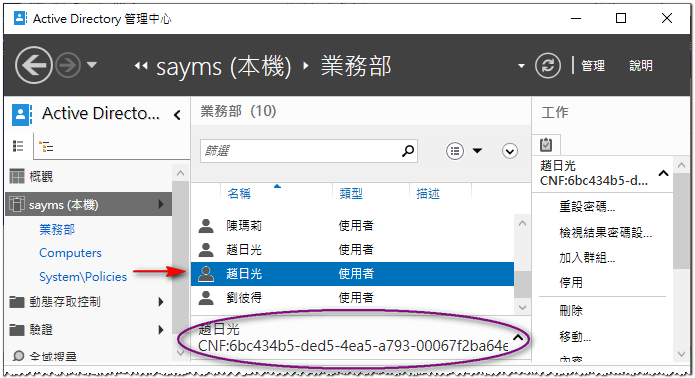 Active Directory 管理中心
sayms (本機) 業務部 管理 說明
Active Directo...
業務部 (10)
工作
篩選
概觀
sayms (本機)
業務部
Computers
System\Policies
動態存取控制
驗證
全域搜尋
名稱 類型 描述
陳瑪莉 使用者
趙日光 使用者
趙日光 使用者
劉彼得 使用者
趙日光
CNF:6bc434b5-ded5-4ea5-a793-00067f2ba64e
趙日光
CNF:6bc434b5-d...
重設密碼...
檢視結果密碼設...
加入群組...
停用
刪除
移動...
內容